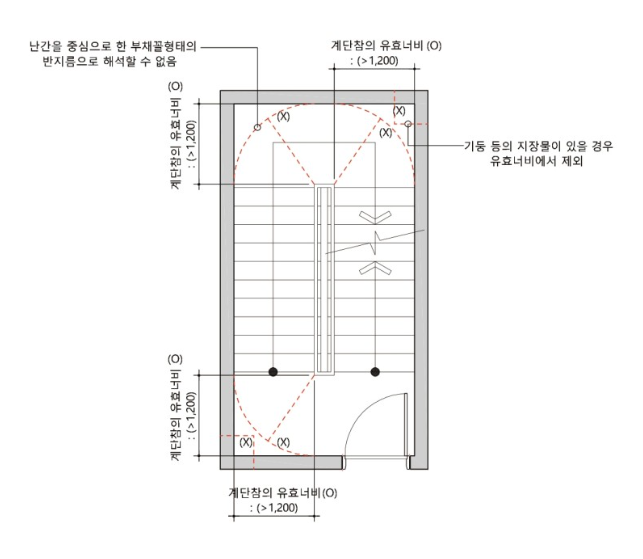 난간을 중심으로 한 부채꼴형태의
반지름으로 해석할 수 없음
계단참의 유효너비 (O)
: (>1,200)
(O)
계단참의 유효너비
: (>1,200)
(X)
(X)
(X)
기둥 등의 지장물이 있을 경우
유효너비에서 제외
(O)
계단참의 유효너비
: (>1,200)
(X)
(X)
계단참의 유효너비(O)
: (>1,200)